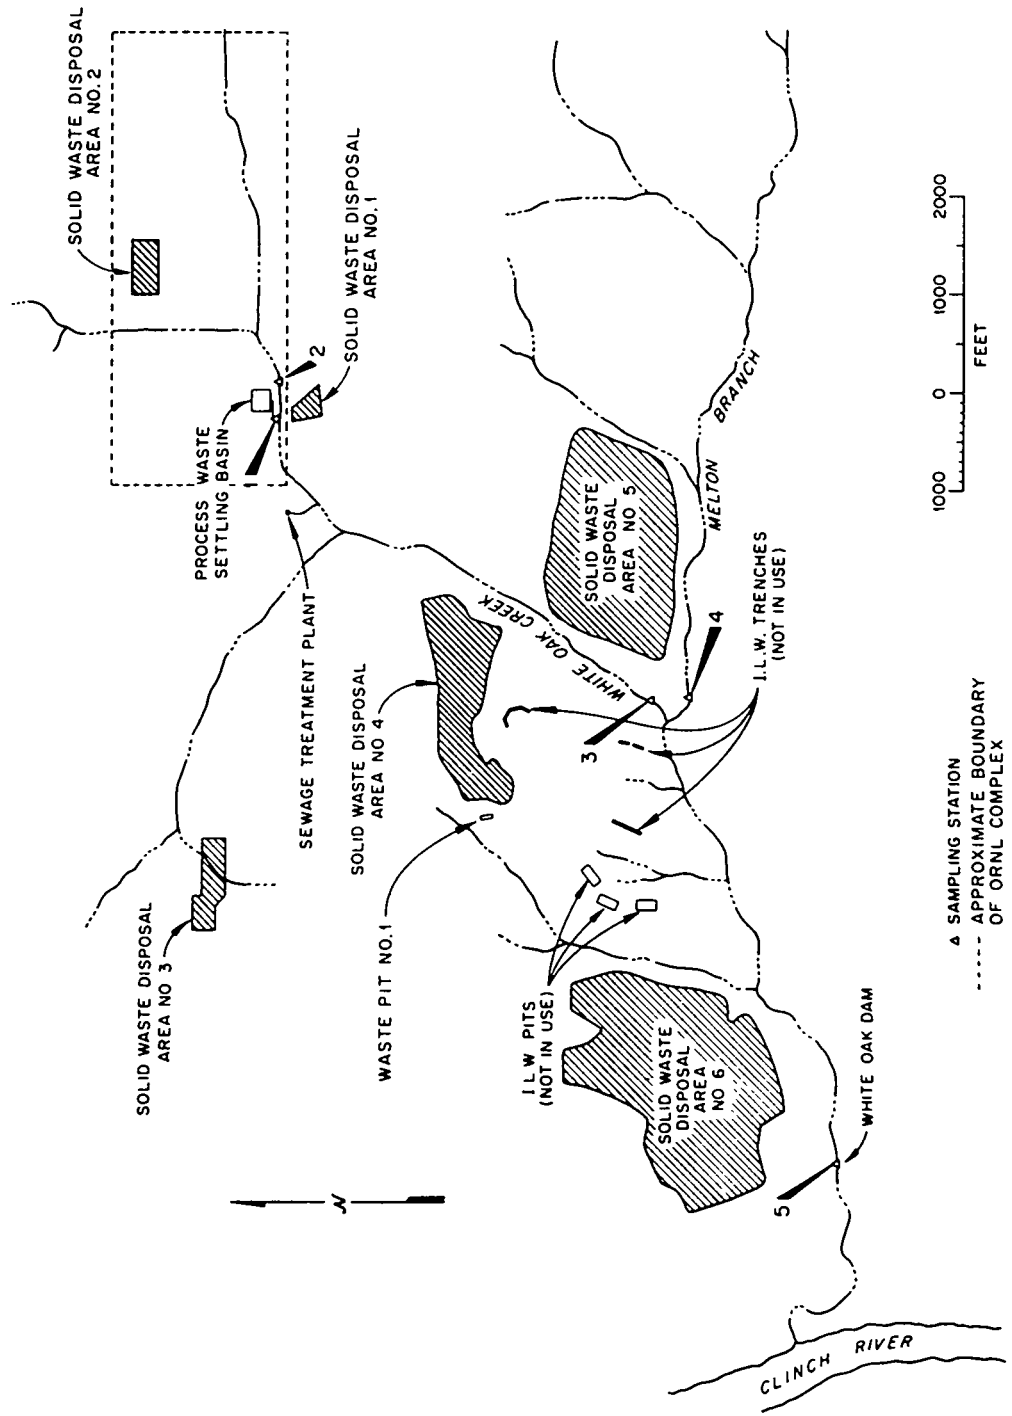 SOLID WASTE DISPOSAL
AREA NO. 2
SOLID WASTE DISPOSAL
AREA NO. 1
2
PROCESS WASTE
SETTLING BASIN
1
SEWAGE TREATMENT PLANT
SOLID WASTE DISPOSAL
AREA NO 3
SOLID WASTE DISPOSAL
AREA NO 4
WASTE PIT NO. 1
WHITE OAK CREEK
SOLID WASTE
DISPOSAL
AREA NO 5
MELTON BRANCH
3
4
I.L.W. TRENCHES
(NOT IN USE)
I L W PITS
(NOT IN USE)
SOLID WASTE
DISPOSAL
AREA
NO 6
5
WHITE OAK DAM
CLINCH RIVER
N
1000 0 1000 2000
FEET
SAMPLING STATION
APPROXIMATE BOUNDARY
OF ORNL COMPLEX